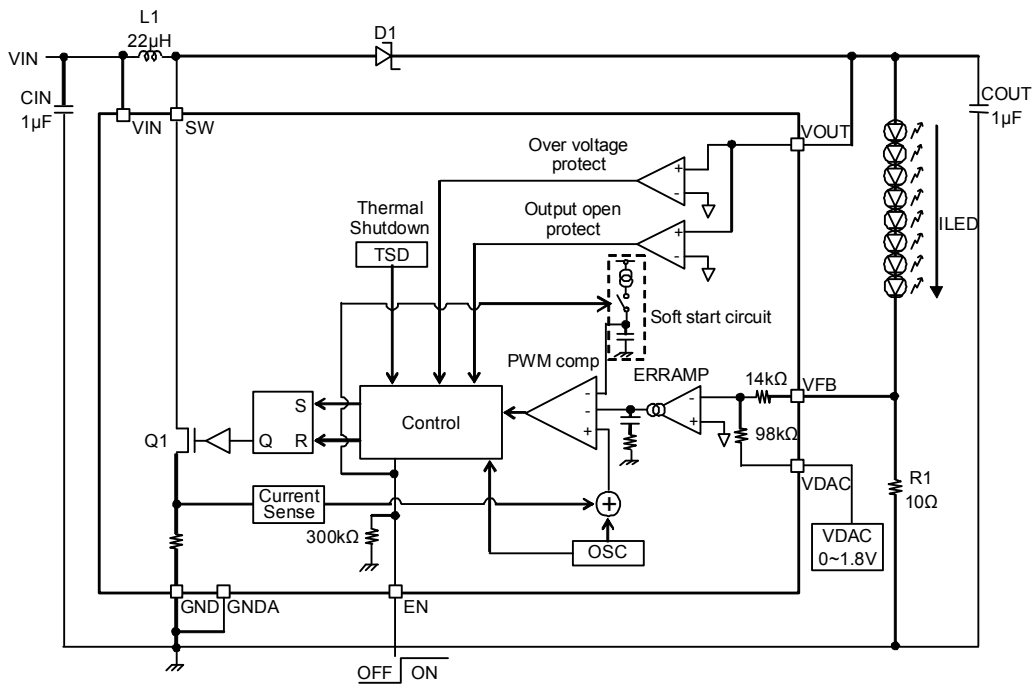 L1
22µH
D1
VIN
CIN
1µF
COUT
1µF
VIN
SW
VOUT
Over voltage
protect
+
-
Thermal
Shutdown
Output open
protect
TSD
+
-
ILED
Soft start circuit
PWM comp
ERRAMP
14kΩ
VFB
S
Control
-
-
+
-
+
98kΩ
Q1
Q
R
VDAC
R1
10Ω
Current
Sense
+
300kΩ
OSC
VDAC
0~1.8V
GND
GNDA
EN
OFF
ON